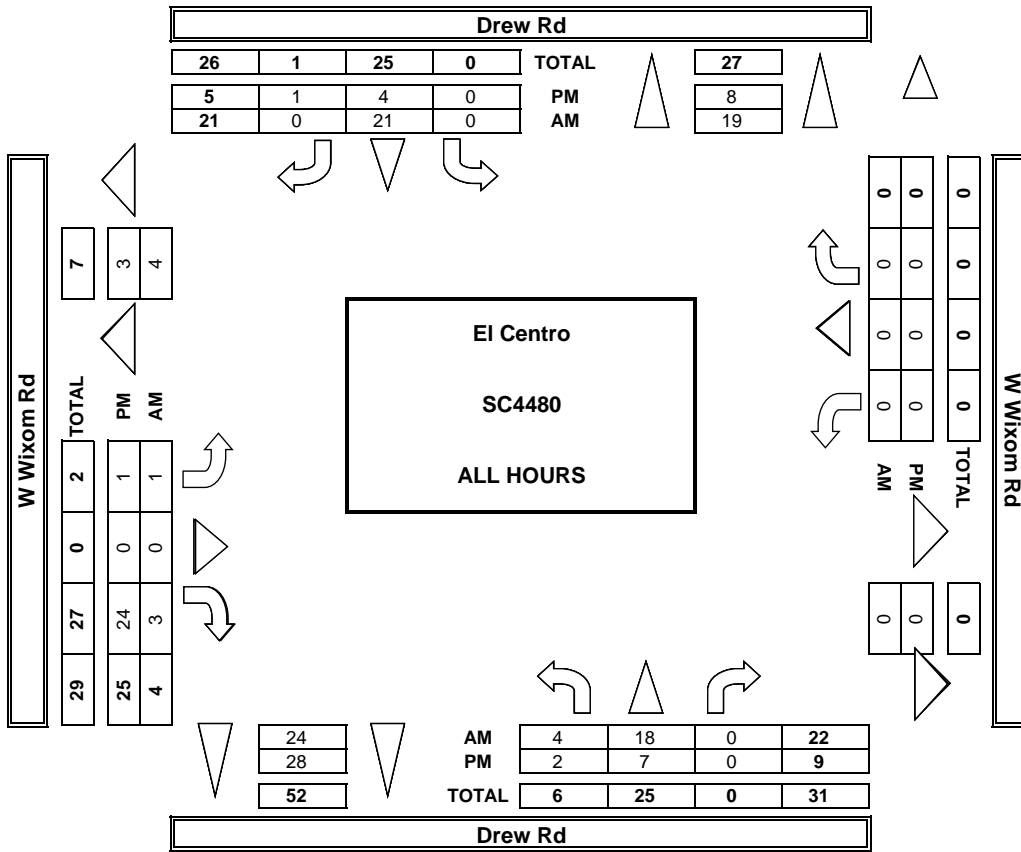 Drew Rd
26 1 25 0 TOTAL 27
5 1 4 0 PM 8
21 0 21 0 AM 19
W Wixom Rd
7 3 4
TOTAL PM AM
2 1 1
0 0 0
27 24 3
29 25 4
El Centro
SC4480
ALL HOURS
0 0 0
0 0 0
0 0 0
0 0 0
AM PM TOTAL
0 0 0
W Wixom Rd
24 AM 4 18 0 22
28 PM 2 7 0 9
52 TOTAL 6 25 0 31
Drew Rd